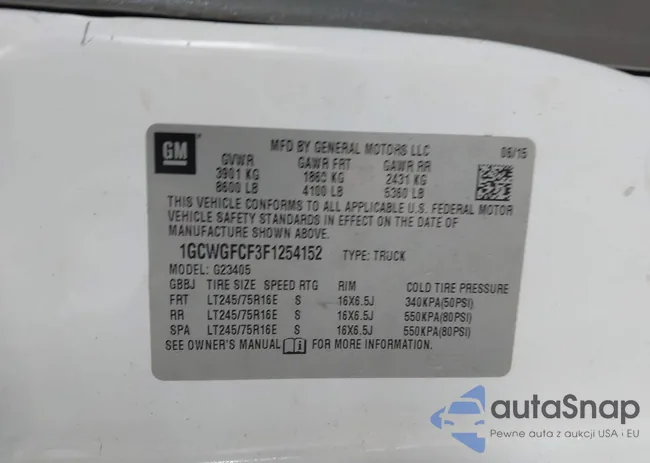 GM
MFD BY GENERAL MOTORS LLC 06/15
GVWR GAWR FRT GAWR RR
3901 KG 1860 KG 2431 KG
8600 LB 4100 LB 5360 LB
THIS VEHICLE CONFORMS TO ALL APPLICABLE U.S. FEDERAL MOTOR
VEHICLE SAFETY STANDARDS IN EFFECT ON THE DATE OF
MANUFACTURE SHOWN ABOVE.
1GCWGFCF3F1254152 TYPE: TRUCK
MODEL: G23405
GBBJ TIRE SIZE SPEED RTG RIM COLD TIRE PRESSURE
FRT LT245/75R16E S 16X6.5J 340KPA(50PSI)
RR LT245/75R16E S 16X6.5J 550KPA(80PSI)
SPA LT245/75R16E S 16X6.5J 550KPA(80PSI)
SEE OWNER'S MANUAL i FOR MORE INFORMATION.
autoSnap
Pewne auta z aukcji USA i EU